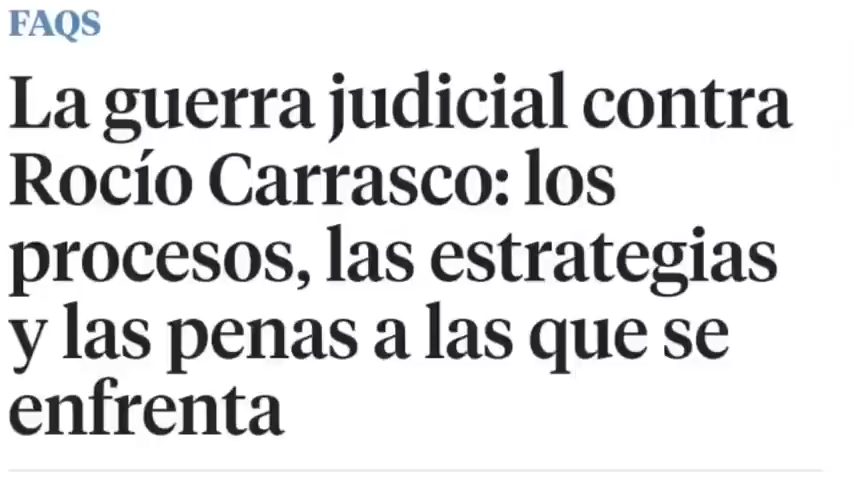 FAQS
La guerra judicial contra
Rocío Carrasco: los
procesos, las estrategias
y las penas a las que se
enfrenta